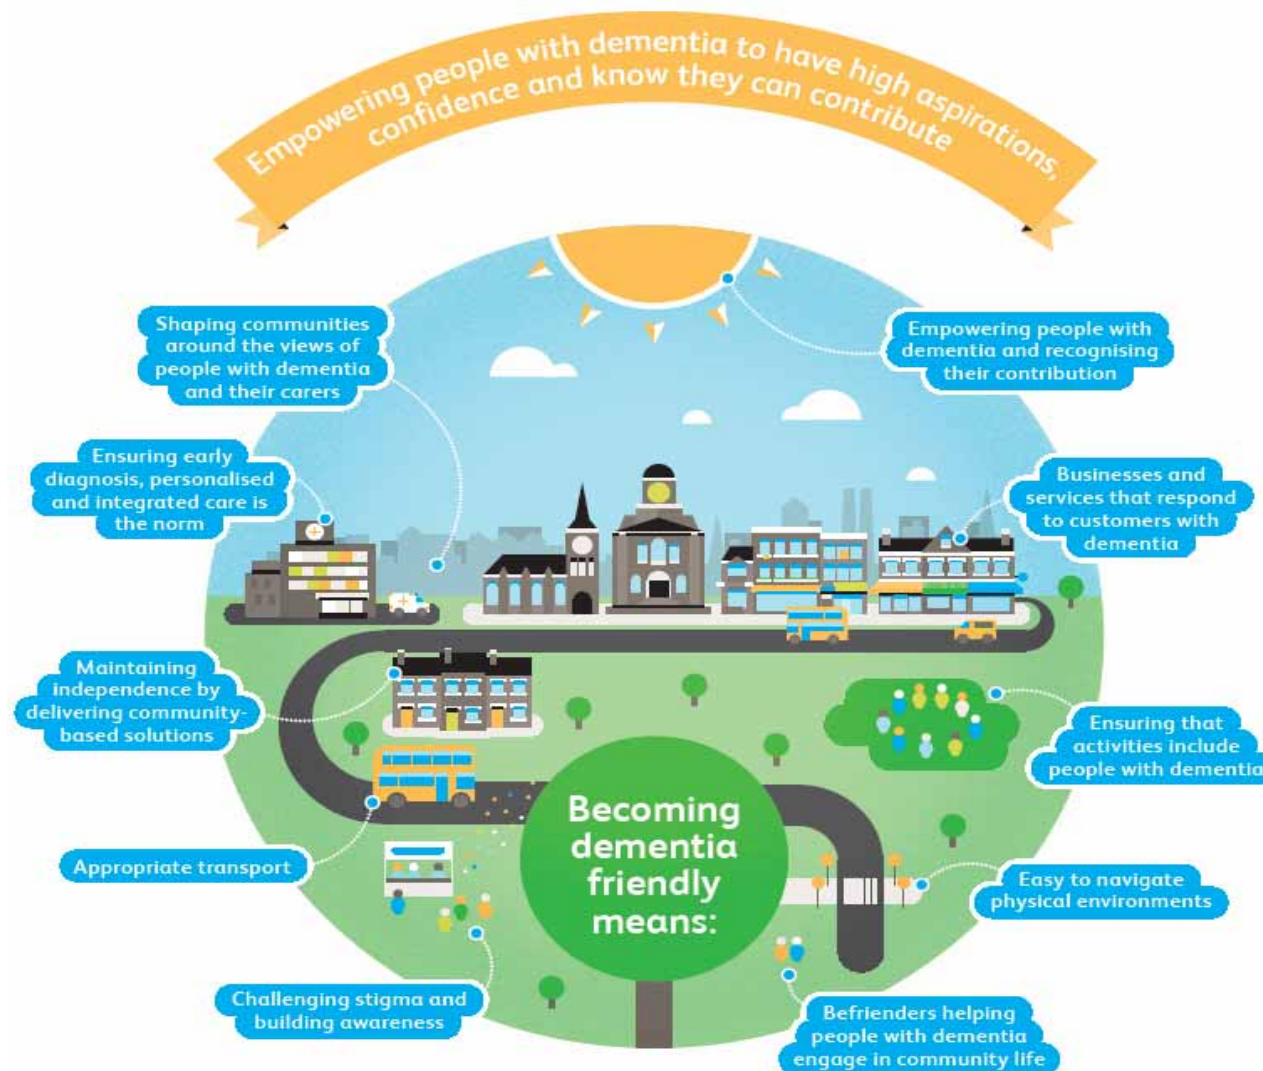 Empowering people with dementia to have high aspirations,
confidence and know they can contribute
Shaping communities
around the views of
people with dementia
and their carers
Empowering people with
dementia and recognising
their contribution
Ensuring early
diagnosis, personalised
and integrated care is
the norm
Businesses and
services that respond
to customers with
dementia
Maintaining
independence by
delivering community-
based solutions
Ensuring that
activities include
people with dementia
Appropriate transport
Becoming
dementia
friendly
means:
Easy to navigate
physical environments
Challenging stigma and
building awareness
Befrienders helping
people with dementia
engage in community life